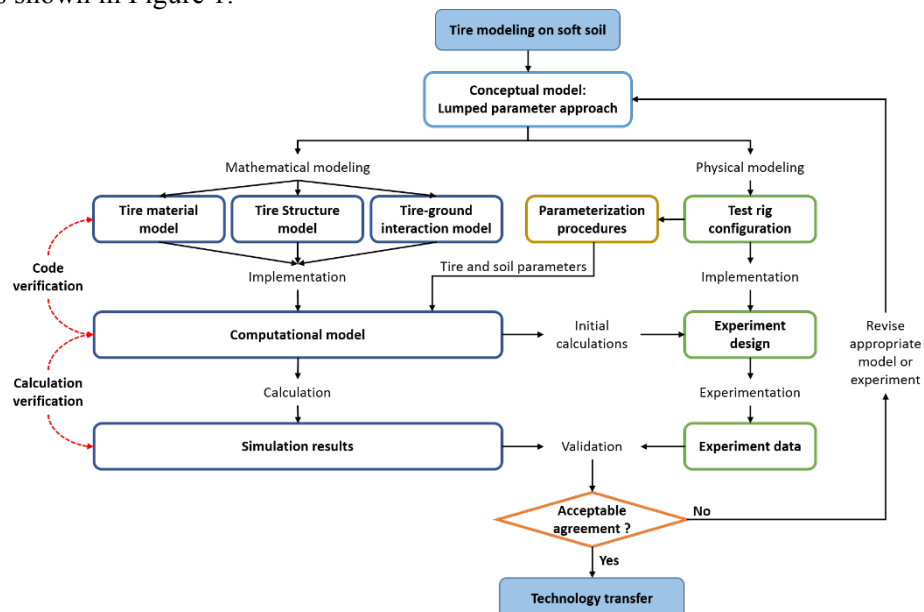 s shown in Figure 1.
Tire modeling on soft soil
Conceptual model:
Lumped parameter approach
Mathematical modeling
Physical modeling
Tire material
model
Tire Structure
model
Tire-ground
interaction model
Parameterization
procedures
Test rig
configuration
Code
verification
Implementation
Tire and soil parameters
Implementation
Computational model
Initial
calculations
Experiment
design
Revise
appropriate
model or
experiment
Calculation
verification
Calculation
Experimentation
Simulation results
Validation
Experiment data
Acceptable
agreement ?
No
Yes
Technology transfer